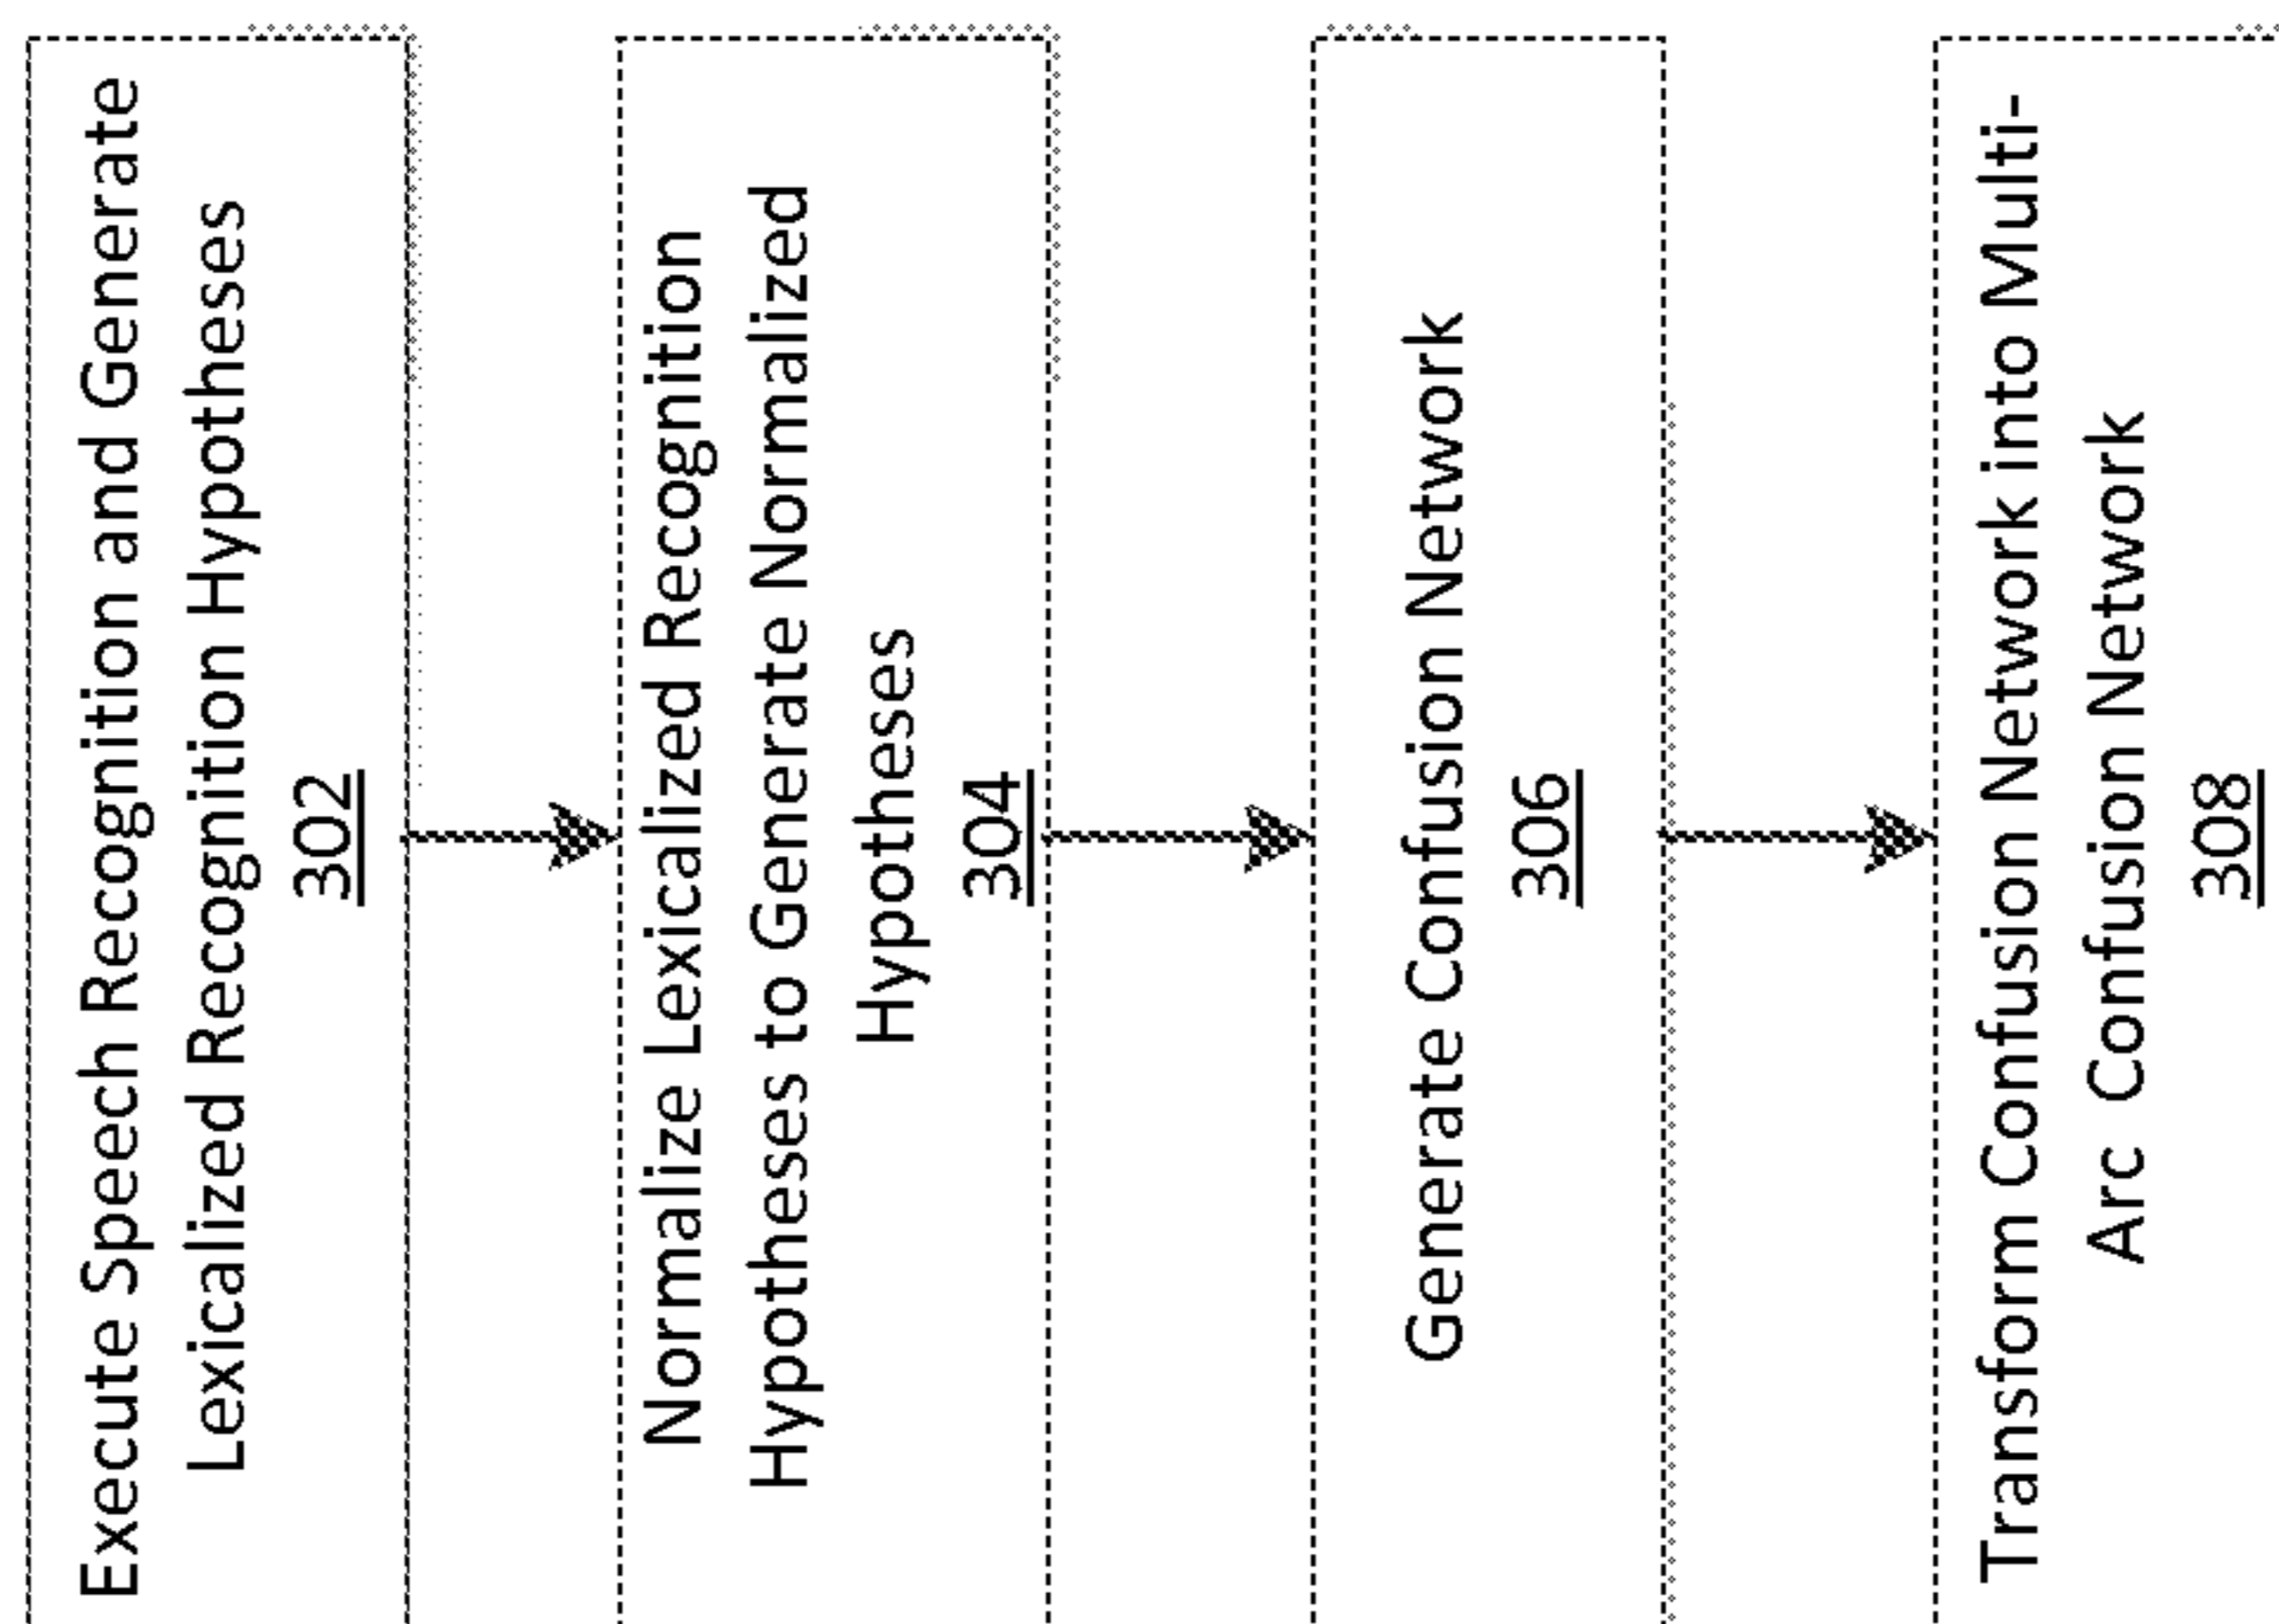 Execute Speech Recognition and Generate
Lexicalized Recognition Hypotheses
302
Normalize Lexicalized Recognition
Hypotheses to Generate Normalized
Hypotheses
304
Generate Confusion Network
306
Transform Confusion Network into Multi-
Arc Confusion Network
308